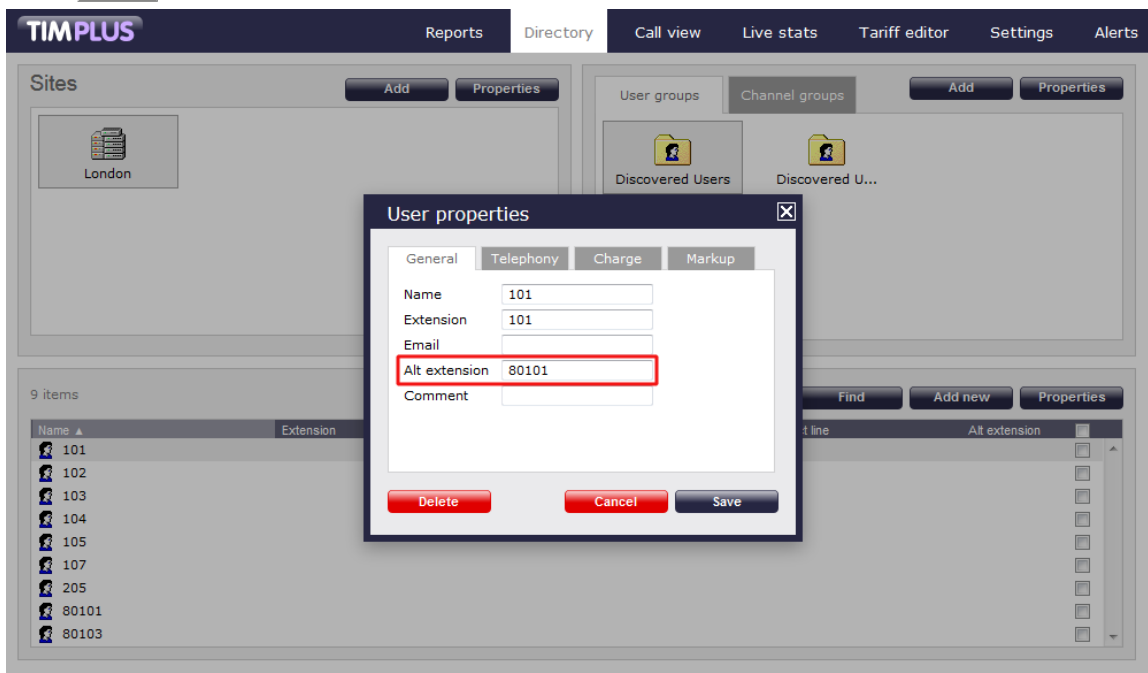 TIMPLUS Reports Directory Call view Live stats Tariff editor Settings Alerts
Sites Add Properties
London
User groups Channel groups Add Properties
Discovered Users Discovered U...
User properties
General Telephony Charge Markup
Name 101
Extension 101
Email
Alt extension 80101
Comment
Delete Cancel Save
9 items Find Add new Properties
Name ▲ Extension t line Alt extension
101
102
103
104
105
107
205
80101
80103